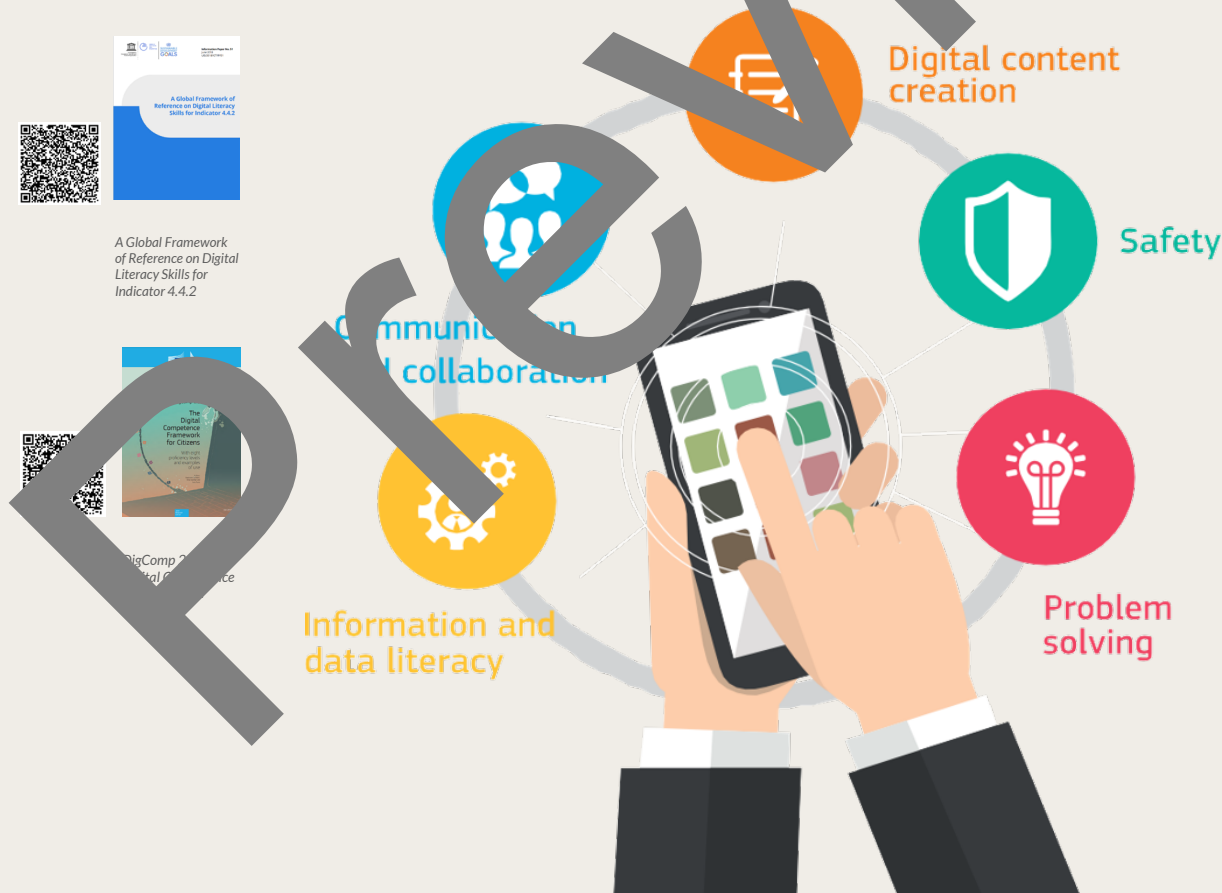 GOALS
A Global Framework of
Reference on Digital Literacy
Skills for Indicator 4.4.2
A Global Framework
of Reference on Digital
Literacy Skills for
Indicator 4.4.2
The
Digital
Competence
Framework
for Citizens
Digital content
creation
Safety
collaboration
Information and
data literacy
Problem
solving
Prev